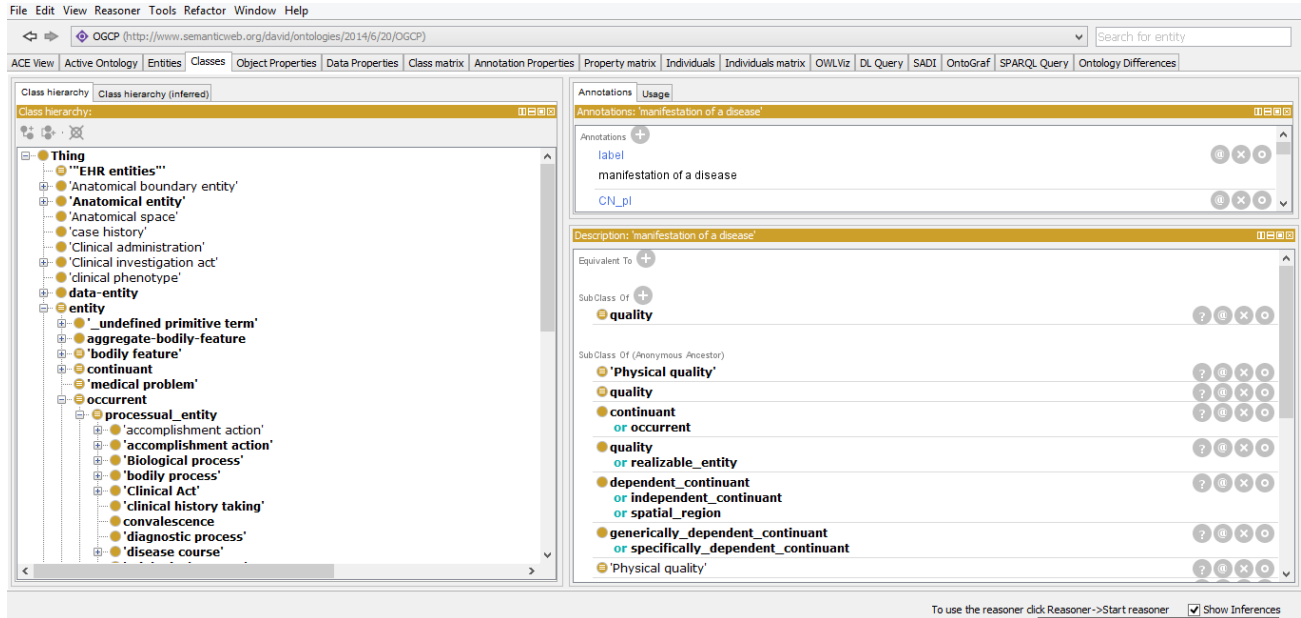 File Edit View Reasoner Tools Refactor Window Help
OGCP (http://www.semanticweb.org/david/ontologies/2014/6/20/OGCP)
Search for entity
ACE View Active Ontology Entities Classes Object Properties Data Properties Class matrix Annotation Properties Property matrix Individuals Individuals matrix OWLViz DL Query SADI OntoGraf SPARQL Query Ontology Differences
Class hierarchy Class hierarchy (inferred)
Class hierarchy:
Thing
'"EHR entities"'
'Anatomical boundary entity'
'Anatomical entity'
'Anatomical space'
'case history'
'Clinical administration'
'Clinical investigation act'
'clinical phenotype'
data-entity
entity
'_undefined primitive term'
aggregate-bodily-feature
'bodily feature'
continuant
'medical problem'
occurrent
processual_entity
'accomplishment action'
'accomplishment action'
'Biological process'
'bodily process'
'Clinical Act'
'clinical history taking'
convalescence
'diagnostic process'
'disease course'
Annotations Usage
Annotations: 'manifestation of a disease'
Annotations
label
manifestation of a disease
CN_pl
Description: 'manifestation of a disease'
Equivalent To
SubClass Of
quality
SubClass Of (Anonymous Ancestor)
'Physical quality'
quality
continuant
or occurrent
quality
or realizable_entity
dependent_continuant
or independent_continuant
or spatial_region
generically_dependent_continuant
or specifically_dependent_continuant
'Physical quality'
To use the reasoner click Reasoner->Start reasoner Show Inferences